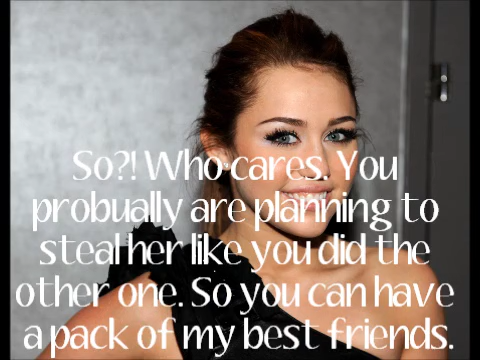 So?! Who cares. You
probually are planning to
steal her like you did the
other one. So you can have
a pack of my best friends.